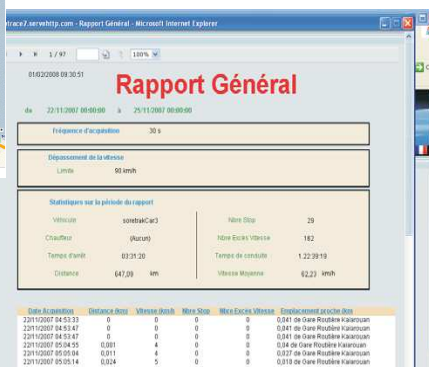 otrace7.servehttp.com - Rapport Général - Microsoft Internet Explorer
1 / 97 100%
01/02/2008 09:30:51
Rapport Général
du 22/11/2007 00:00:00 à 25/11/2007 00:00:00
Fréquence d'acquisition 30 s
Dépassement de la vitesse
Limite 90 km/h
Statistiques sur la période du rapport
Véhicule sorebrakCar3 Nbre Stop 29
Chauffeur (Aucun) Nbre Excès Vitesse 182
Temps d'arrêt 03:31:20 Temps de conduite 1.22:39:19
Distance 647,09 km Vitesse Moyenne 62,23 km/h
Date Acquisition Distance (km) Vitesse (km/h) Nbre Stop Nbre Excès Vitesse Emplacement proche (km)
22/11/2007 04:53:33 0 0 0 0 0,041 de Gare Routière Kaiarouan
22/11/2007 04:53:47 0 0 0 0 0,041 de Gare Routière Kaiarouan
22/11/2007 04:53:47 0 0 0 0 0,041 de Gare Routière Kaiarouan
22/11/2007 05:04:55 0,001 4 0 0 0,04 de Gare Routière Kaiarouan
22/11/2007 05:05:04 0,011 4 0 0 0,027 de Gare Routière Kaiarouan
22/11/2007 05:05:14 0,024 5 0 0 0,018 de Gare Routière Kaiarouan